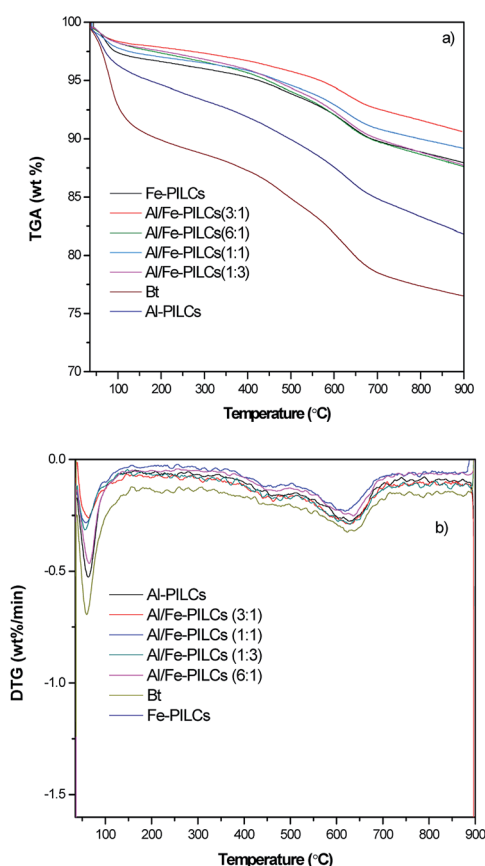 a)
100
95
90
85
80
75
70
TGA (wt %)
Fe-PILCs
Al/Fe-PILCs(3:1)
Al/Fe-PILCs(6:1)
Al/Fe-PILCs(1:1)
Al/Fe-PILCs(1:3)
Bt
Al-PILCs
100 200 300 400 500 600 700 800 900
Temperature (°C)
b)
0.0
-0.5
-1.0
-1.5
DTG (wt%/min)
Al-PILCs
Al/Fe-PILCs (3:1)
Al/Fe-PILCs (1:1)
Al/Fe-PILCs (1:3)
Al/Fe-PILCs (6:1)
Bt
Fe-PILCs
100 200 300 400 500 600 700 800 900
Temperature (°C)